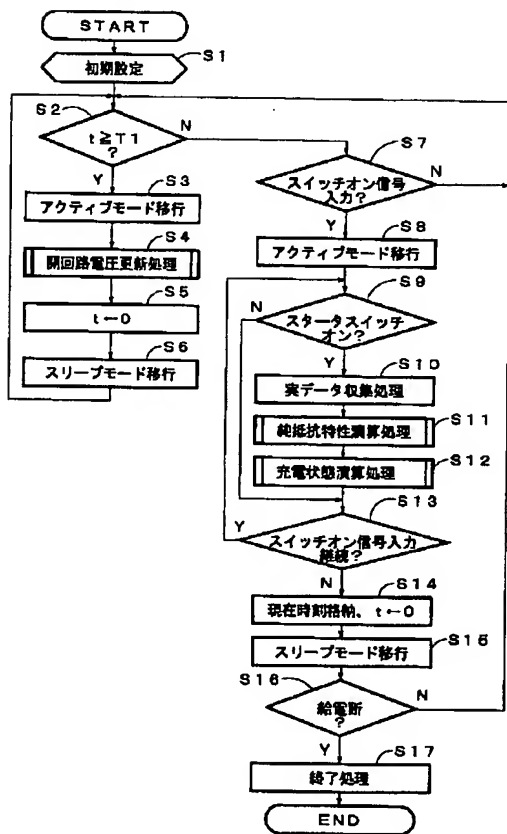 START
S1
初期設定
S2
t≧T1
?
N
Y
S3
アクティブモード移行
S4
開回路電圧更新処理
S5
t←0
S6
スリープモード移行
S7
スイッチオン信号
入力?
N
Y
S8
アクティブモード移行
S9
N
スタータスイッチ
オン?
Y
S10
実データ収集処理
S11
純抵抗特性演算処理
S12
充電状態演算処理
S13
Y
スイッチオン信号入力
継続?
N
S14
現在時刻格納、t←0
S15
スリープモード移行
S16
給電断
?
N
Y
S17
終了処理
END